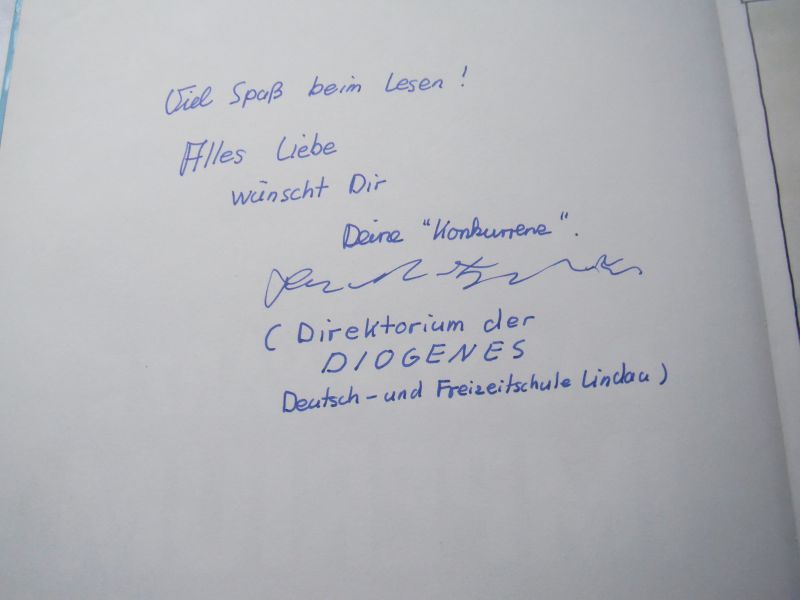 Viel Spaß beim Lesen!
Alles Liebe
wünscht Dir
Deine "Konkurrenz".
(Direktorium der
DIOGENES
Deutsch- und Freizeitschule Lindau)